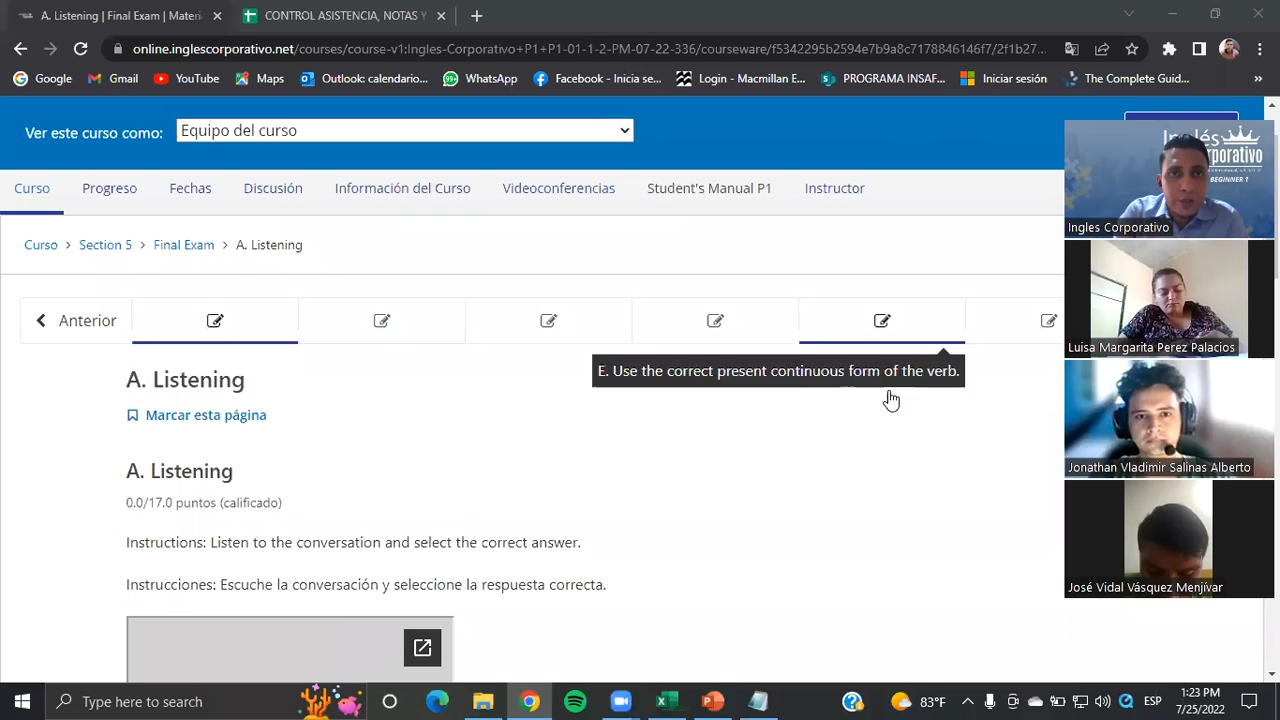 A. Listening | Final Exam | Mater
CONTROL ASISTENCIA, NOTAS Y
online.inglescorporativo.net/courses/course-v1:Ingles-Corporativo+P1+P1-01-1-2-PM-07-22-336/courseware/f5342295b2594e7b9a8c7178846146f7/2f1b27...
Google
Gmail
YouTube
Maps
Outlook: calendario...
WhatsApp
Facebook - Inicia se...
Login - Macmillan E...
PROGRAMA INSAF...
Iniciar sesión
The Complete Guid...
Ver este curso como:
Equipo del curso
Curso
Progreso
Fechas
Discusión
Información del Curso
Videoconferencias
Student's Manual P1
Instructor
Curso > Section 5 > Final Exam > A. Listening
Anterior
E. Use the correct present continuous form of the verb.
A. Listening
Marcar esta página
A. Listening
0.0/17.0 puntos (calificado)
Instructions: Listen to the conversation and select the correct answer.
Instrucciones: Escuche la conversación y seleccione la respuesta correcta.
BEGINNER 1
Ingles Corporativo
Luisa Margarita Perez Palacios
Jonathan Vladimir Salinas Alberto
José Vidal Vásquez Menjívar
Type here to search
83°F
ESP
1:23 PM
7/25/2022